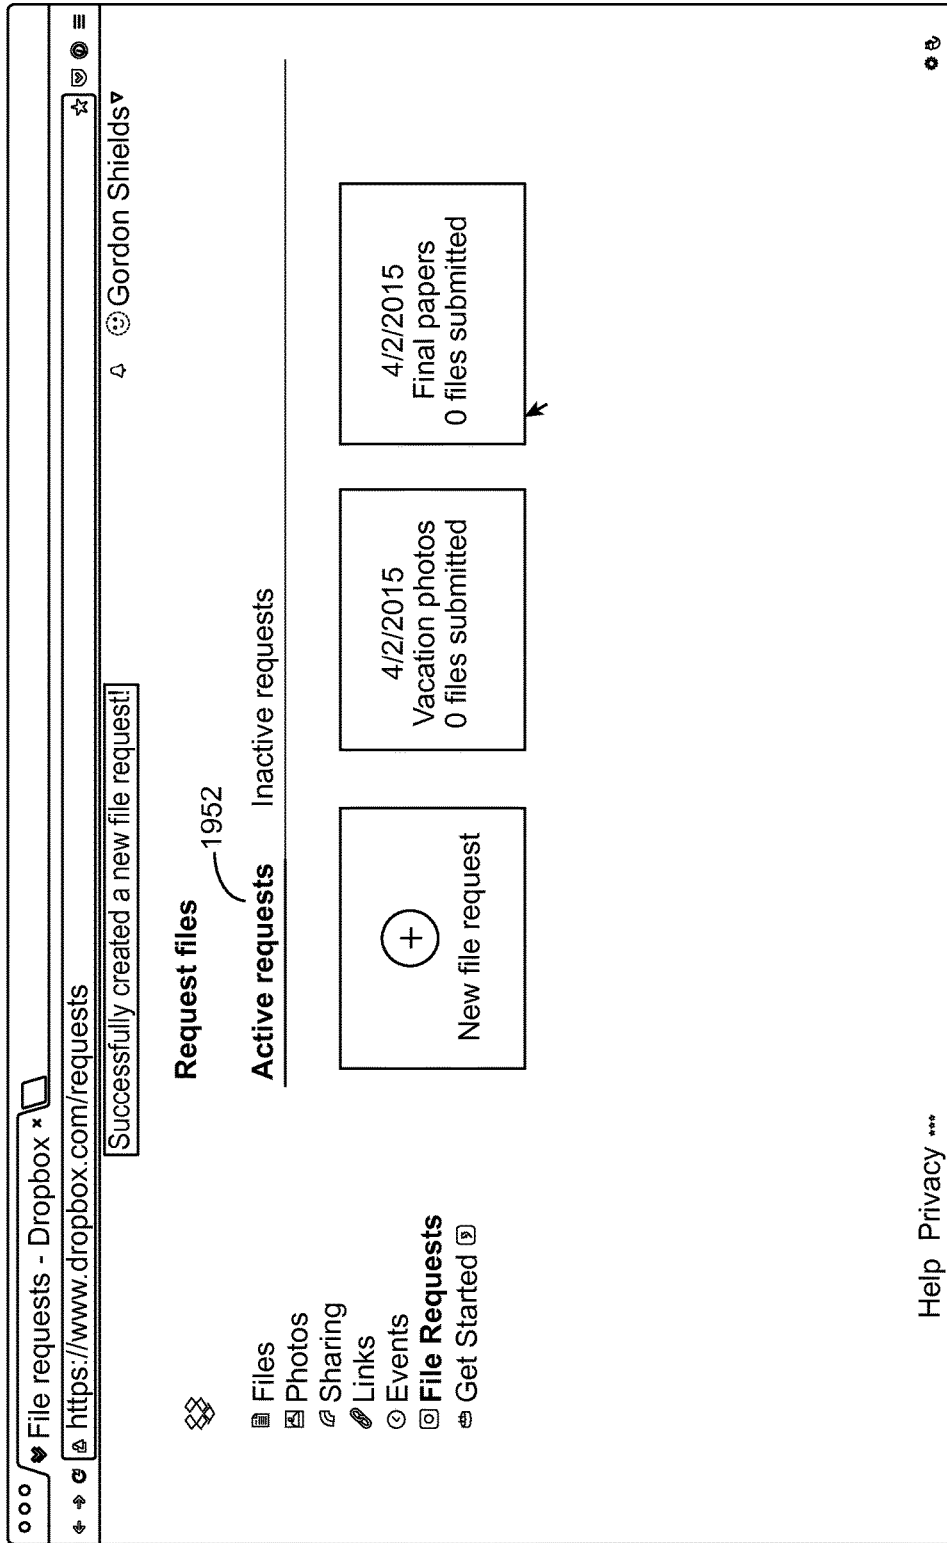 File requests - Dropbox ×
https://www.dropbox.com/requests
Successfully created a new file request!
Gordon Shields
Request files
1952
Active requests Inactive requests
Files
Photos
Sharing
Links
Events
File Requests
Get Started
New file request
4/2/2015
Vacation photos
0 files submitted
4/2/2015
Final papers
0 files submitted
Help Privacy